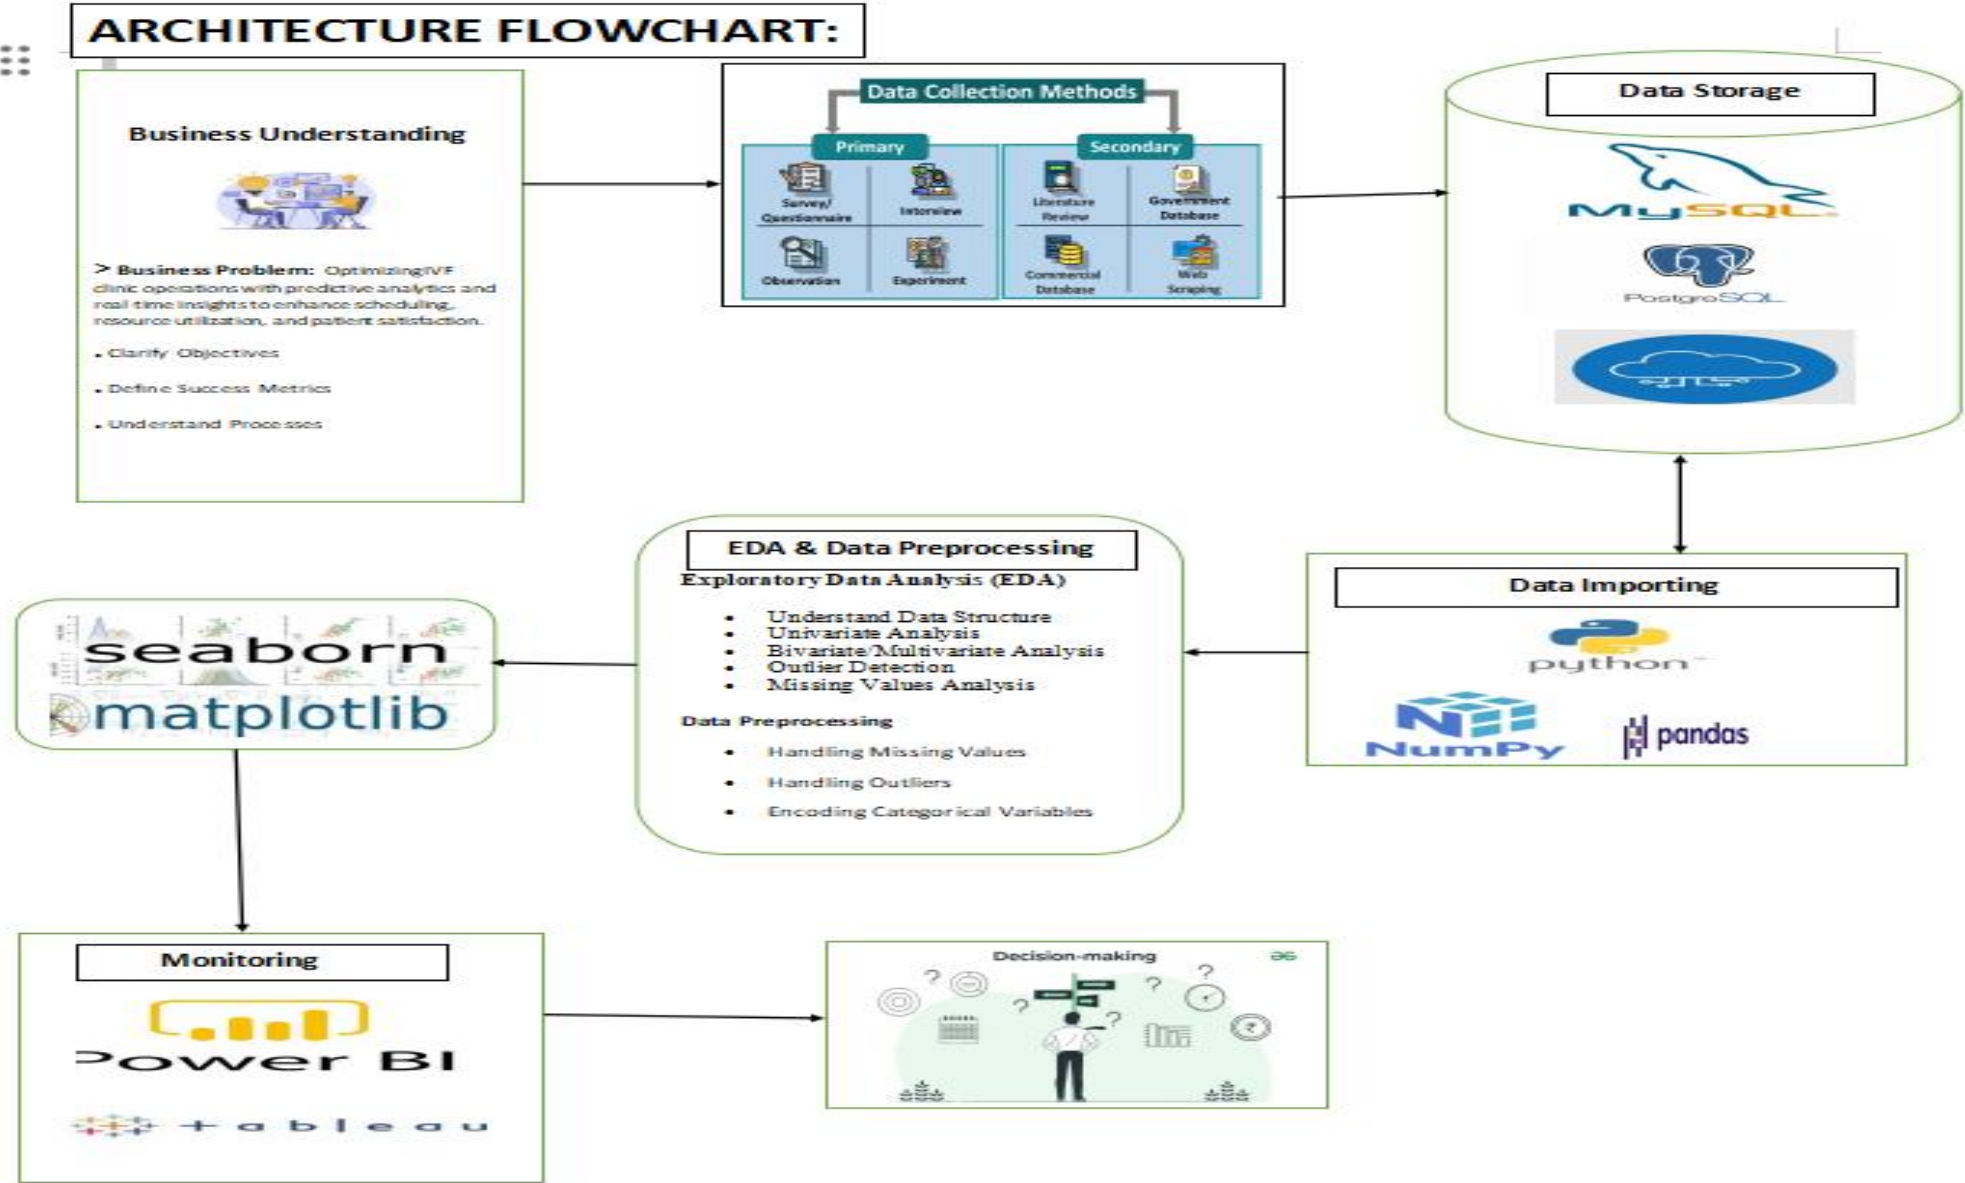 ARCHITECTURE FLOWCHART:
Business Understanding
> Business Problem: Optimizing IVF
clinic operations with predictive analytics and
real-time insights to enhance scheduling,
resource utilization, and patient satisfaction.
. Clarify Objectives
. Define Success Metrics
. Understand Processes
Data Collection Methods
Primary
Survey/
Questionnaire
Interview
Observation
Experiment
Secondary
Literature
Review
Government
Database
Commercial
Database
Web
Scraping
Data Storage
MySQL
PostgreSQL
Data Importing
python
NumPy
pandas
EDA & Data Preprocessing
Exploratory Data Analysis (EDA)
• Understand Data Structure
• Univariate Analysis
• Bivariate/Multivariate Analysis
• Outlier Detection
• Missing Values Analysis
Data Preprocessing
• Handling Missing Values
• Handling Outliers
• Encoding Categorical Variables
seaborn
matplotlib
Monitoring
Power BI
+ a b l e a u
Decision-making
? ? ? ? ?
₹